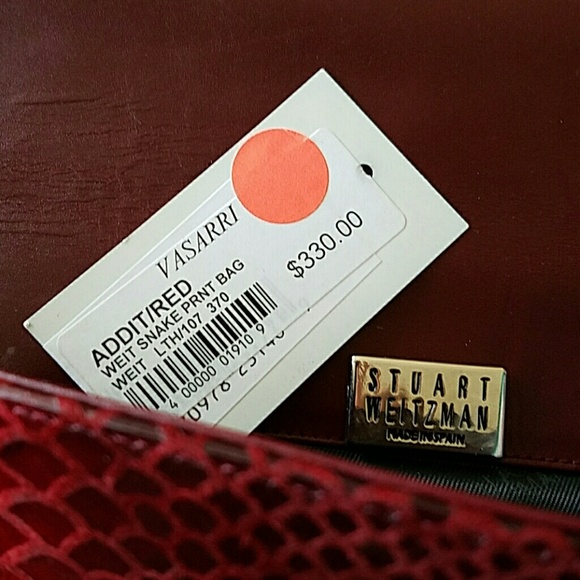 VASARRI
$330.00
ADDIT/RED
WEIT SNAKE PRNT BAG
WEIT LTH/107 370
4 00000 01910 9
STUART
WEITZMAN
MADE IN SPAIN